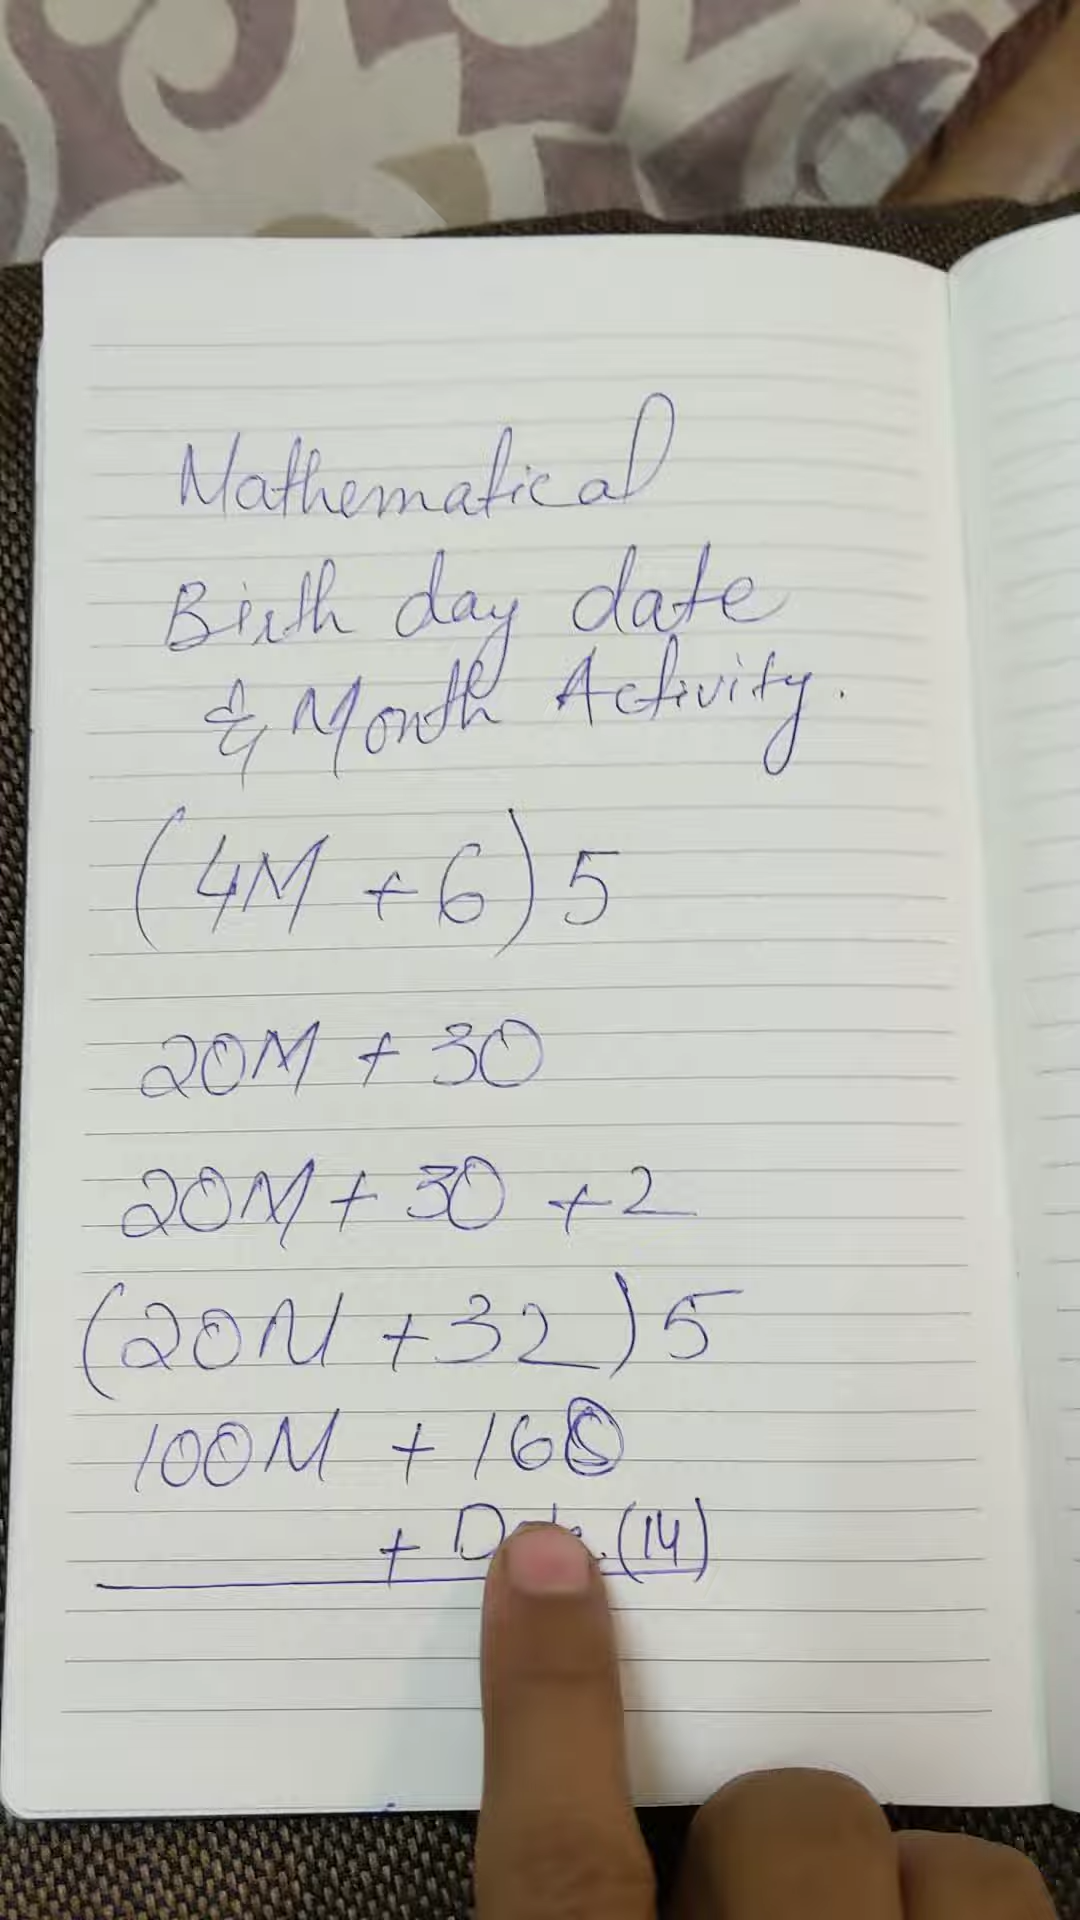 Mathematical
Birth day date
& Month Activity.
(4M + 6) 5
20M + 30
20M + 30 + 2
(20M + 32) 5
100M + 160
+ (14)